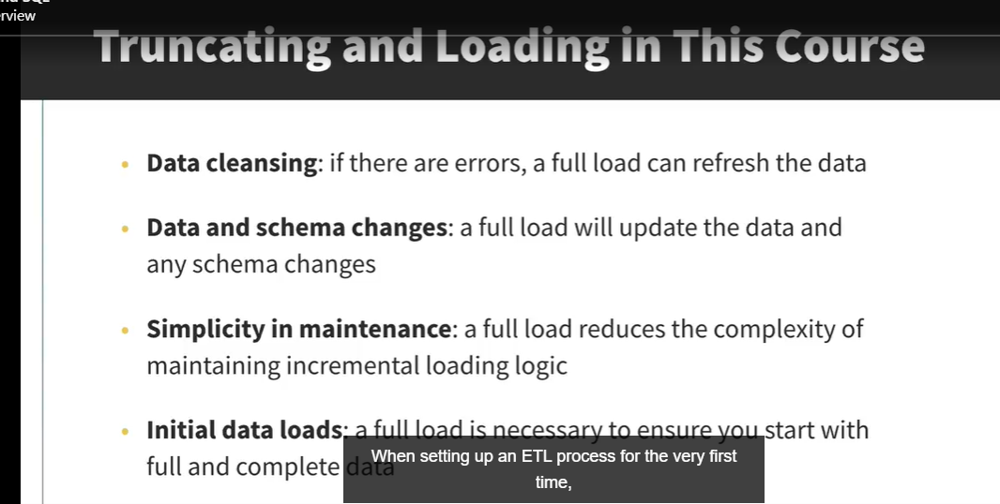 rview
Truncating and Loading in This Course
• Data cleansing: if there are errors, a full load can refresh the data
• Data and schema changes: a full load will update the data and
any schema changes
• Simplicity in maintenance: a full load reduces the complexity of
maintaining incremental loading logic
• Initial data loads: a full load is necessary to ensure you start with
full and complete data
When setting up an ETL process for the very first
time,